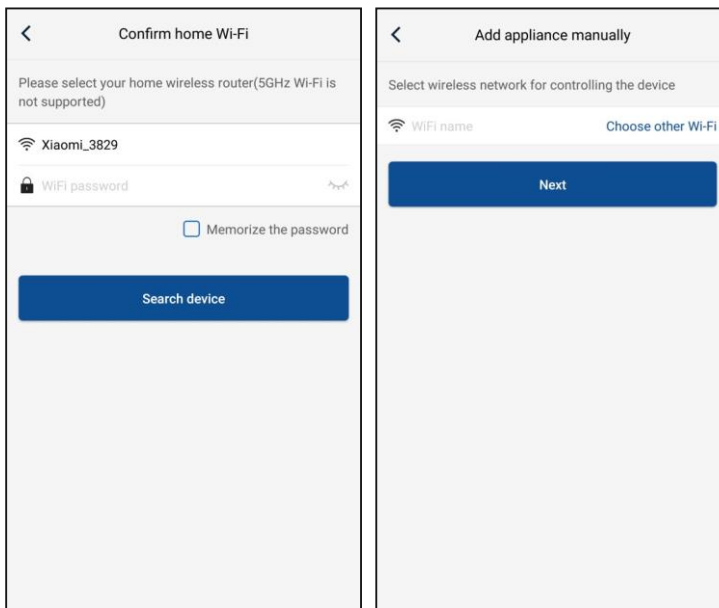 Confirm home Wi-Fi
Please select your home wireless router(5GHz Wi-Fi is
not supported)
Xiaomi_3829
WiFi password
Memorize the password
Search device
Add appliance manually
Select wireless network for controlling the device
WiFi name
Choose other Wi-Fi
Next